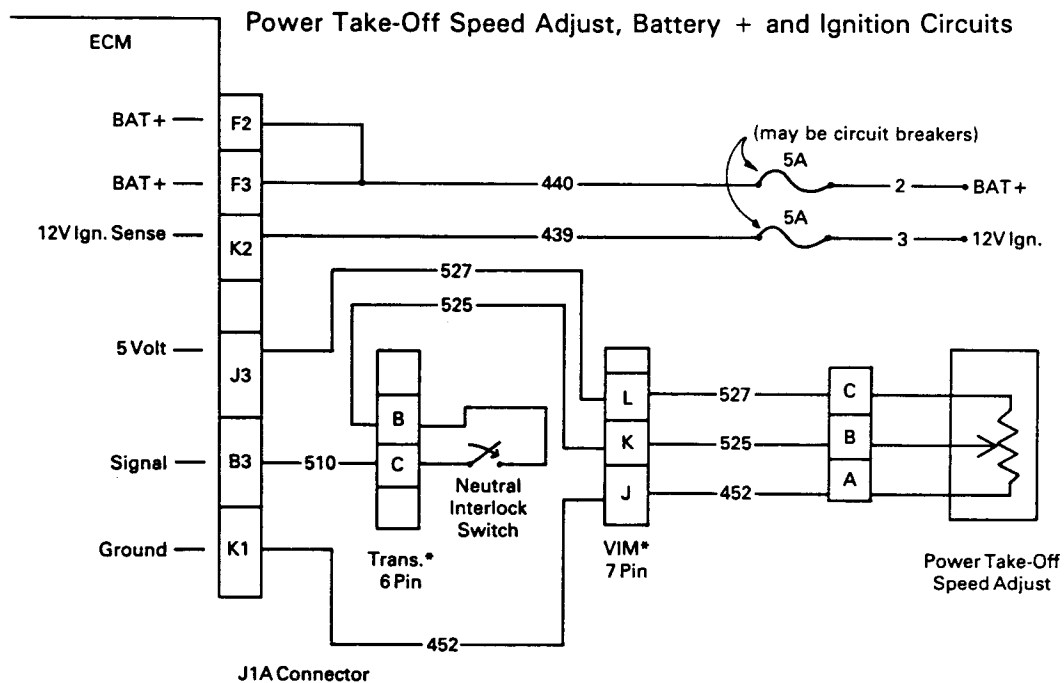 Power Take-Off Speed Adjust, Battery + and Ignition Circuits
ECM
BAT+
F2
(may be circuit breakers)
5A
BAT+
F3
440
2
BAT+
5A
12V Ign. Sense
K2
439
3
12V Ign.
527
525
5 Volt
J3
L
527
C
B
K
525
B
Signal
B3
510
C
J
452
A
Neutral
Interlock
Switch
Ground
K1
Trans.*
6 Pin
VIM*
7 Pin
Power Take-Off
Speed Adjust
452
J1A Connector